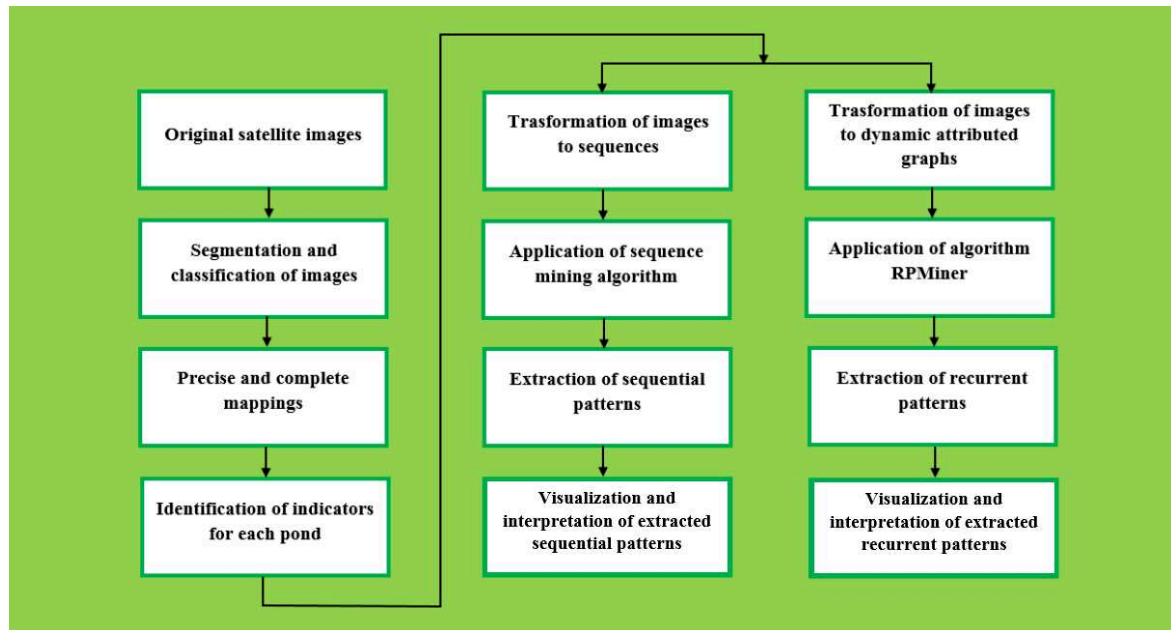 Original satellite images
Segmentation and
classification of images
Precise and complete
mappings
Identification of indicators
for each pond
Trasformation of images
to sequences
Application of sequence
mining algorithm
Extraction of sequential
patterns
Visualization and
interpretation of extracted
sequential patterns
Trasformation of images
to dynamic attributed
graphs
Application of algorithm
RPMiner
Extraction of recurrent
patterns
Visualization and
interpretation of extracted
recurrent patterns